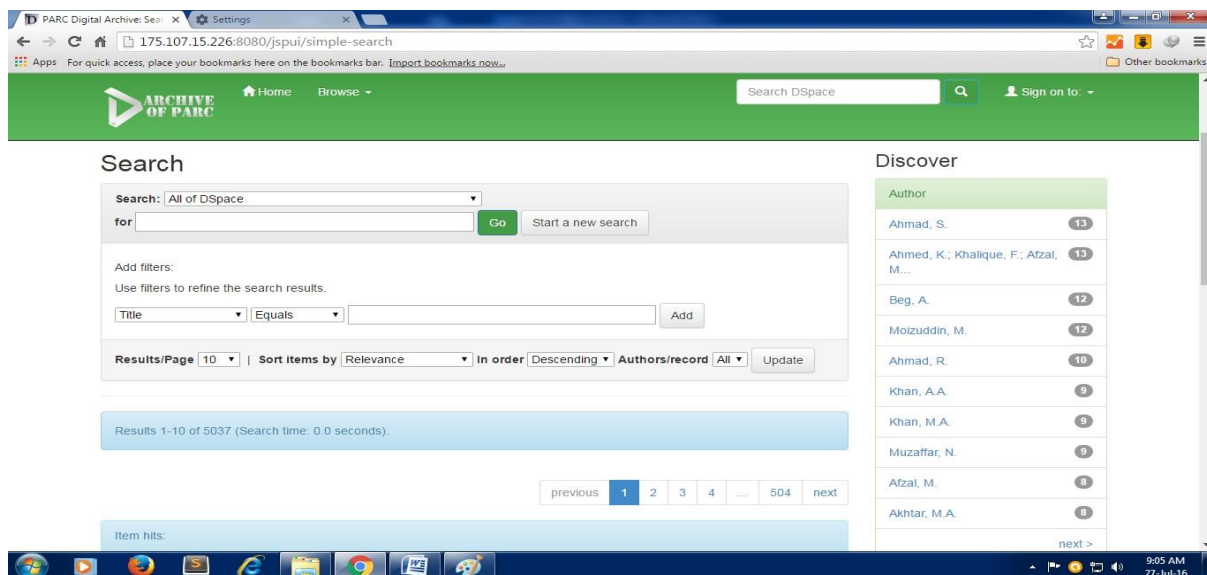 PARC Digital Archive: Sea
Settings
175.107.15.226:8080/jspui/simple-search
Apps For quick access, place your bookmarks here on the bookmarks bar. Import bookmarks now...
Other bookmarks
ARCHIVE
OF PARC
Home
Browse
Search DSpace
Sign on to:
Search
Search: All of DSpace
for
Go
Start a new search
Add filters:
Use filters to refine the search results.
Title
Equals
Add
Results/Page 10 | Sort items by Relevance In order Descending Authors/record All Update
Results 1-10 of 5037 (Search time: 0.0 seconds).
previous 1 2 3 4 ... 504 next
Item hits:
Discover
Author
Ahmad, S. 13
Ahmed, K.; Khalique, F.; Afzal, 13
M...
Beg, A. 12
Moizuddin, M. 12
Ahmad, R. 10
Khan, A.A. 9
Khan, M.A. 9
Muzaffar, N. 9
Afzal, M. 8
Akhtar, M.A. 8
next >
9:05 AM
27-Jul-16